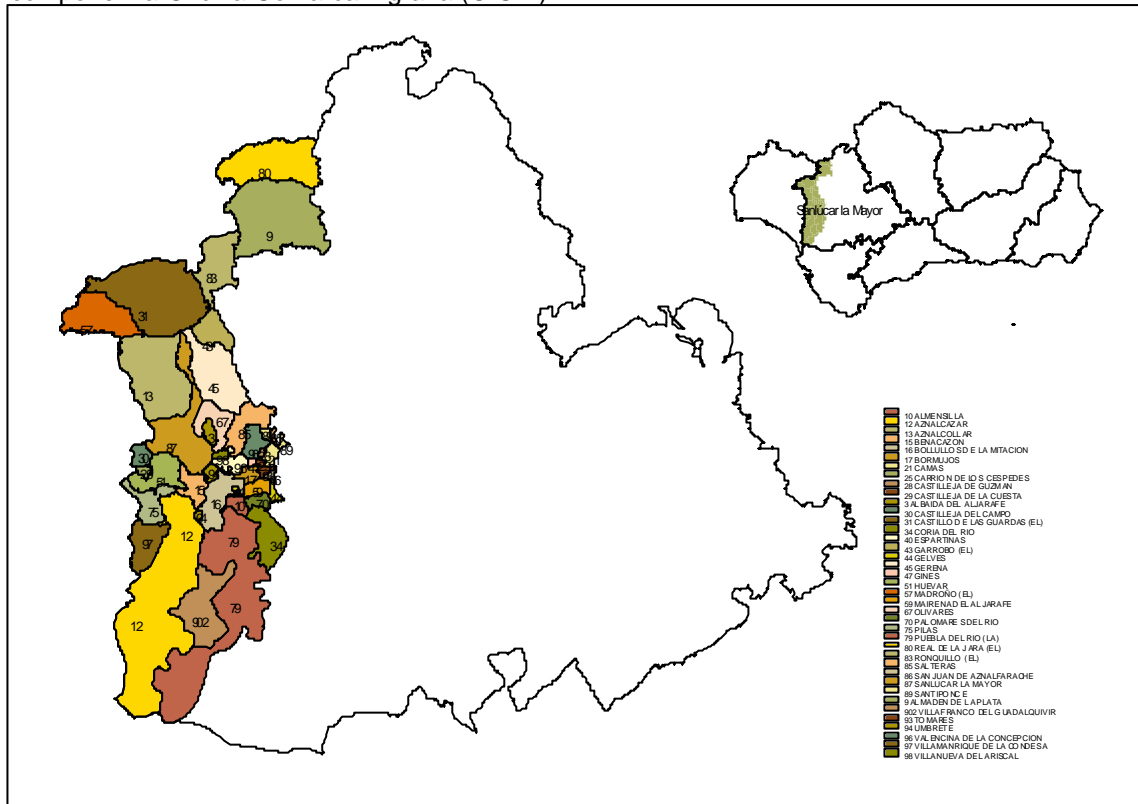 80
9
Sanlúcar la Mayor
83
31
57
45
13
67
85
87
16
75
97
12
79
34
79
902
12
10 ALMENSILLA
12 AZNALCAZAR
13 AZNALCOLLAR
15 BENACAZON
16 BOLLULLOS DE LA MITACION
17 BORMUJOS
21 CAMAS
25 CARRION DE LOS CESPEDES
28 CASTILLEJA DE GUZMAN
29 CASTILLEJA DE LA CUESTA
3 ALBAIDA DEL ALJARAFE
30 CASTILLEJA DEL CAMPO
31 CASTILLO DE LAS GUARDAS (EL)
34 CORIA DEL RIO
40 ESPARTINAS
43 GARROBO (EL)
44 GELVES
45 GERENA
47 GINES
51 HUEVAR
57 MADROÑO (EL)
59 MAIRENA DEL ALJARAFE
67 OLIVARES
70 PALOMARES DEL RIO
75 PILAS
79 PUEBLA DEL RIO (LA)
80 REAL DE LA JARA (EL)
83 RONQUILLO (EL)
85 SALTERAS
86 SAN JUAN DE AZNALFARACHE
87 SANLUCAR LA MAYOR
89 SANTIPONCE
9 ALMADEN DE LA PLATA
902 VILLAFRANCO DEL GUADALQUIVIR
93 TOMARES
94 UMBRETE
96 VALENCINA DE LA CONCEPCION
97 VILLAMANRIQUE DE LA CONDESA
98 VILLANUEVA DEL ARISCAL